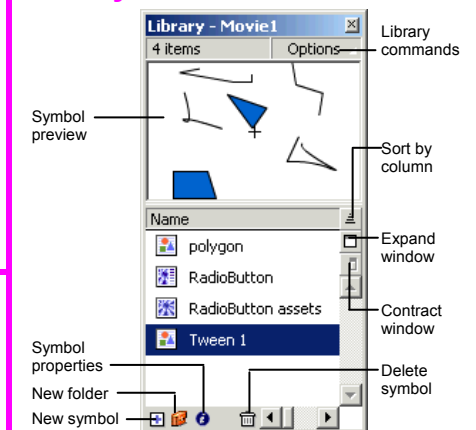 Library - Movie1
4 items
Options
Library
commands
Symbol
preview
Sort by
column
Name
polygon
Expand
window
RadioButton
RadioButton assets
Contract
window
Tween 1
Symbol
properties
Delete
symbol
New folder
New symbol